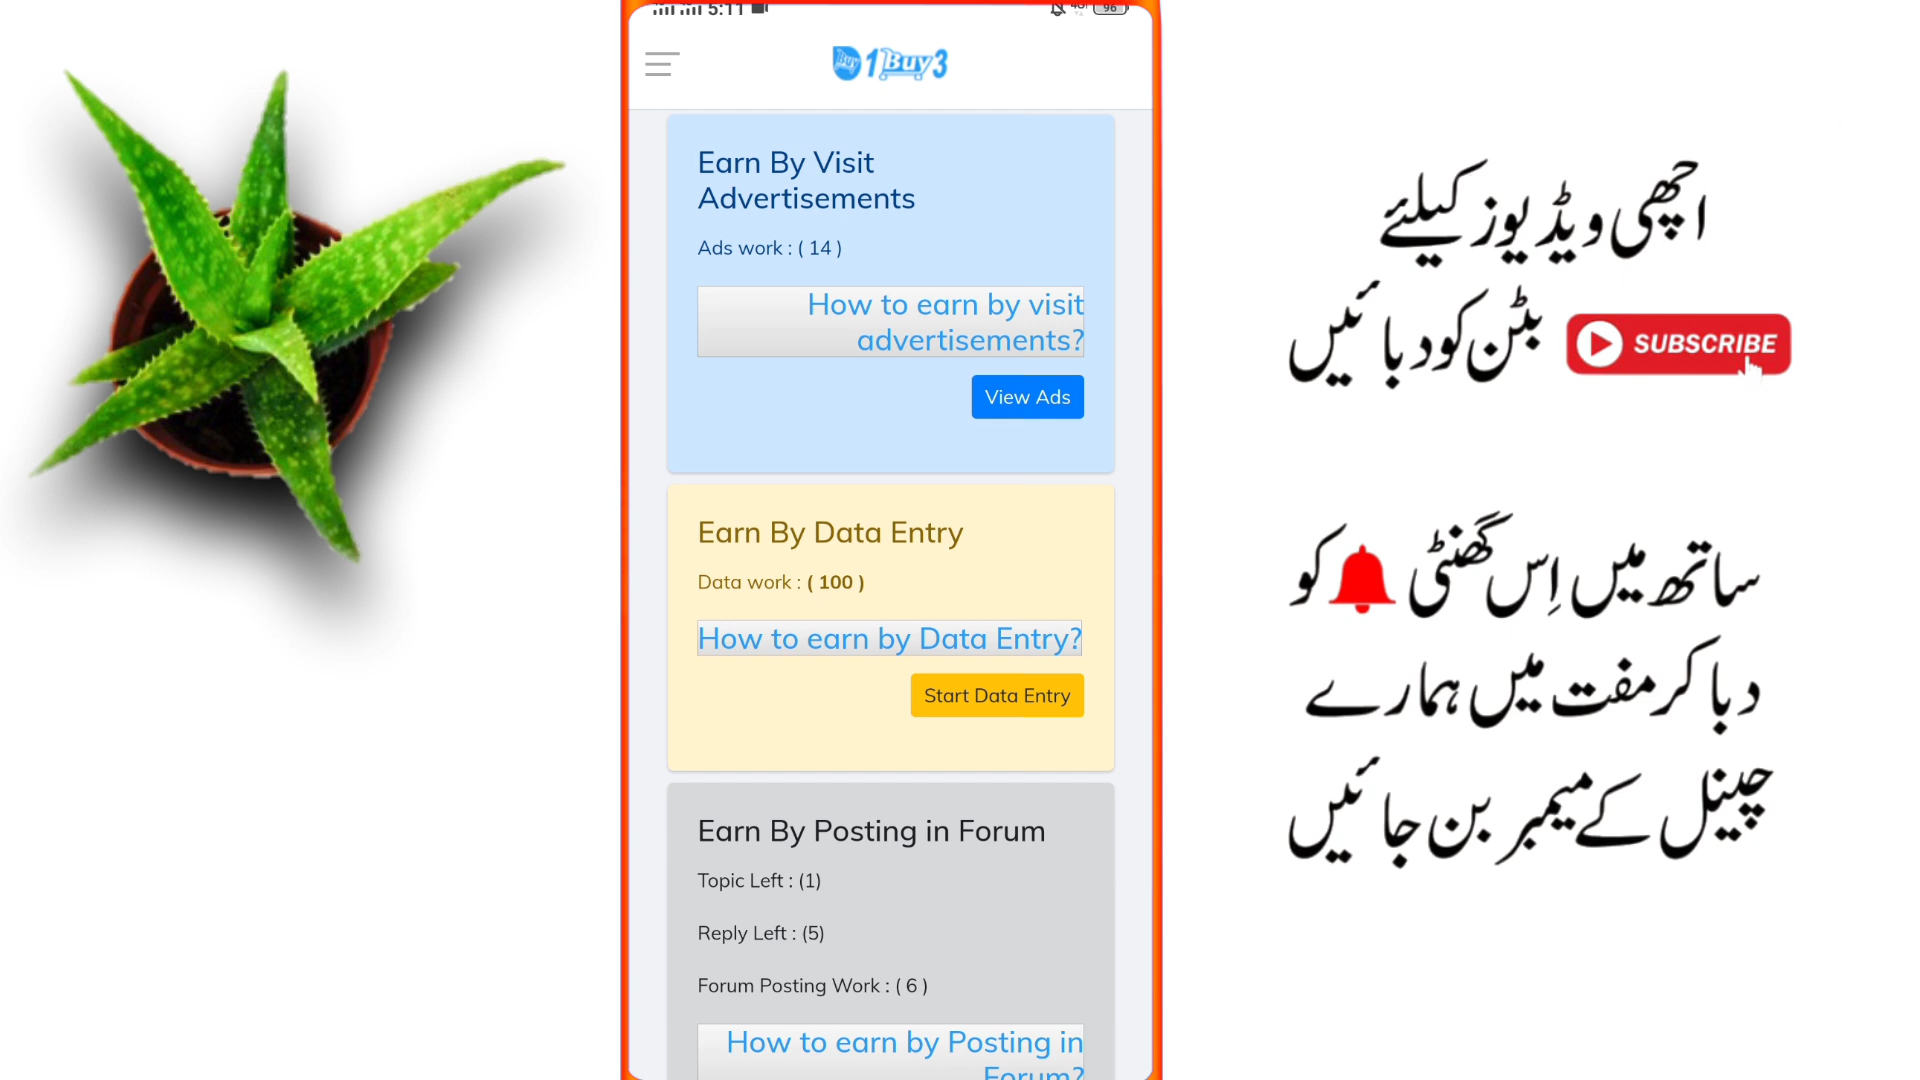 5:11
96
Buy 1Buy3
Earn By Visit
Advertisements
Ads work : ( 14 )
How to earn by visit
advertisements?
View Ads
Earn By Data Entry
Data work : ( 100 )
How to earn by Data Entry?
Start Data Entry
Earn By Posting in Forum
Topic Left : (1)
Reply Left : (5)
Forum Posting Work : ( 6 )
How to earn by Posting in
Forum?
اچھی ویڈیوز کیلئے
SUBSCRIBE بٹن کو دبائیں
ساتھ میں اِس گھنٹی کو
دبا کر مفت میں ہمارے
چینل کے میمبر بن جائیں